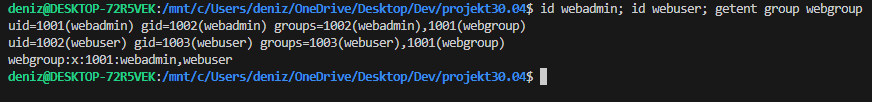 deniz@DESKTOP-72R5VEK:/mnt/c/Users/deniz/OneDrive/Desktop/Dev/projekt30.04$ id webadmin; id webuser; getent group webgroup
uid=1001(webadmin) gid=1002(webadmin) groups=1002(webadmin),1001(webgroup)
uid=1002(webuser) gid=1003(webuser) groups=1003(webuser),1001(webgroup)
webgroup:x:1001:webadmin,webuser
deniz@DESKTOP-72R5VEK:/mnt/c/Users/deniz/OneDrive/Desktop/Dev/projekt30.04$